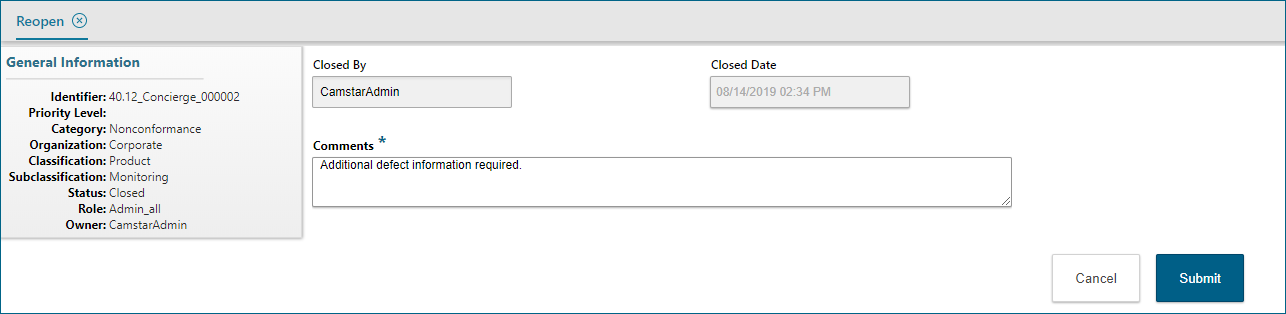 Reopen
General Information
Identifier: 40.12_Concierge_000002
Priority Level:
Category: Nonconformance
Organization: Corporate
Classification: Product
Subclassification: Monitoring
Status: Closed
Role: Admin_all
Owner: CamstarAdmin
Closed By
CamstarAdmin
Closed Date
08/14/2019 02:34 PM
Comments *
Additional defect information required.
Cancel
Submit